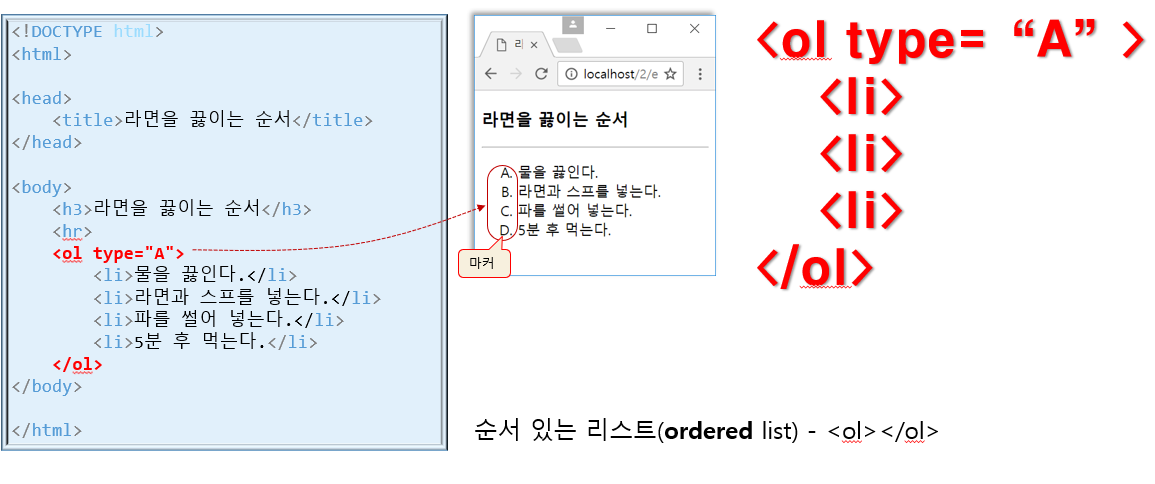 <!DOCTYPE html>
<html>
<head>
<title>라면을 끓이는 순서</title>
</head>
<body>
<h3>라면을 끓이는 순서</h3>
<hr>
<ol type="A">
<li>물을 끓인다.</li>
<li>라면과 스프를 넣는다.</li>
<li>파를 썰어 넣는다.</li>
<li>5분 후 먹는다.</li>
</ol>
</body>
</html>
라
localhost/2/e
라면을 끓이는 순서
A. 물을 끓인다.
B. 라면과 스프를 넣는다.
C. 파를 썰어 넣는다.
D. 5분 후 먹는다.
마커
<ol type= “A” >
<li>
<li>
<li>
</ol>
순서 있는 리스트(ordered list) - <ol></ol>